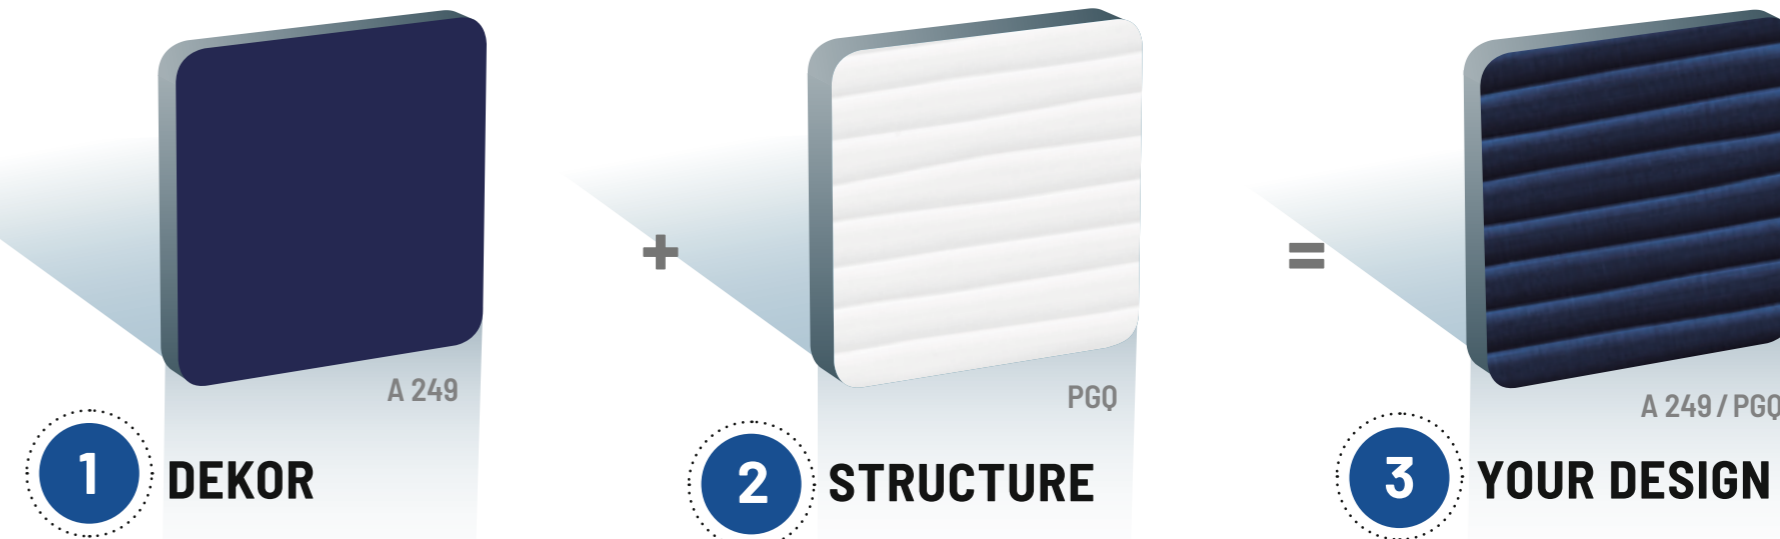 A 249
+
PGQ
=
A 249 / PGQ
1 DEKOR
2 STRUCTURE
3 YOUR DESIGN